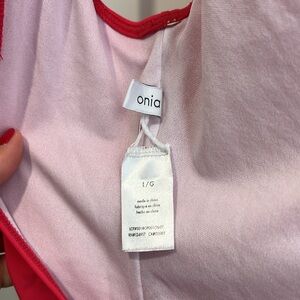 onia
L/G
made in china
fabriqué en chine
hecho en china